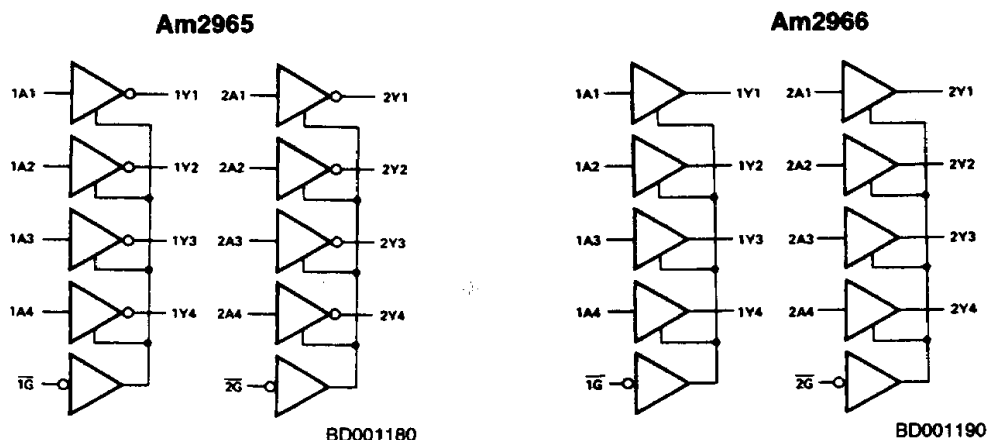 Am2965
1A1 1Y1 2A1 2Y1
1A2 1Y2 2A2 2Y2
1A3 1Y3 2A3 2Y3
1A4 1Y4 2A4 2Y4
1G 2G
BD001180
Am2966
1A1 1Y1 2A1 2Y1
1A2 1Y2 2A2 2Y2
1A3 1Y3 2A3 2Y3
1A4 1Y4 2A4 2Y4
1G 2G
BD001190